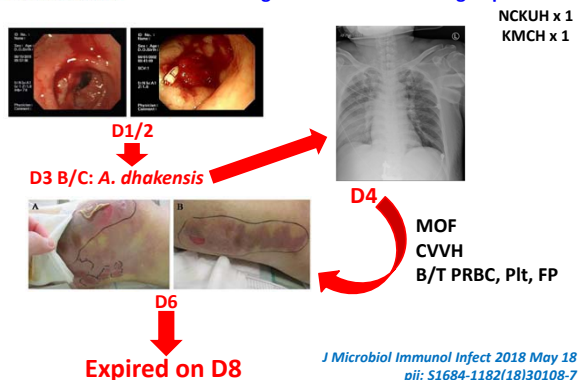 NCKUH x 1
KMCH x 1
D1/2
D3 B/C: A. dhakensis
D4
MOF
CVVH
B/T PRBC, Plt, FP
A
B
D6
Expired on D8
J Microbiol Immunol Infect 2018 May 18
pii: S1684-1182(18)30108-7